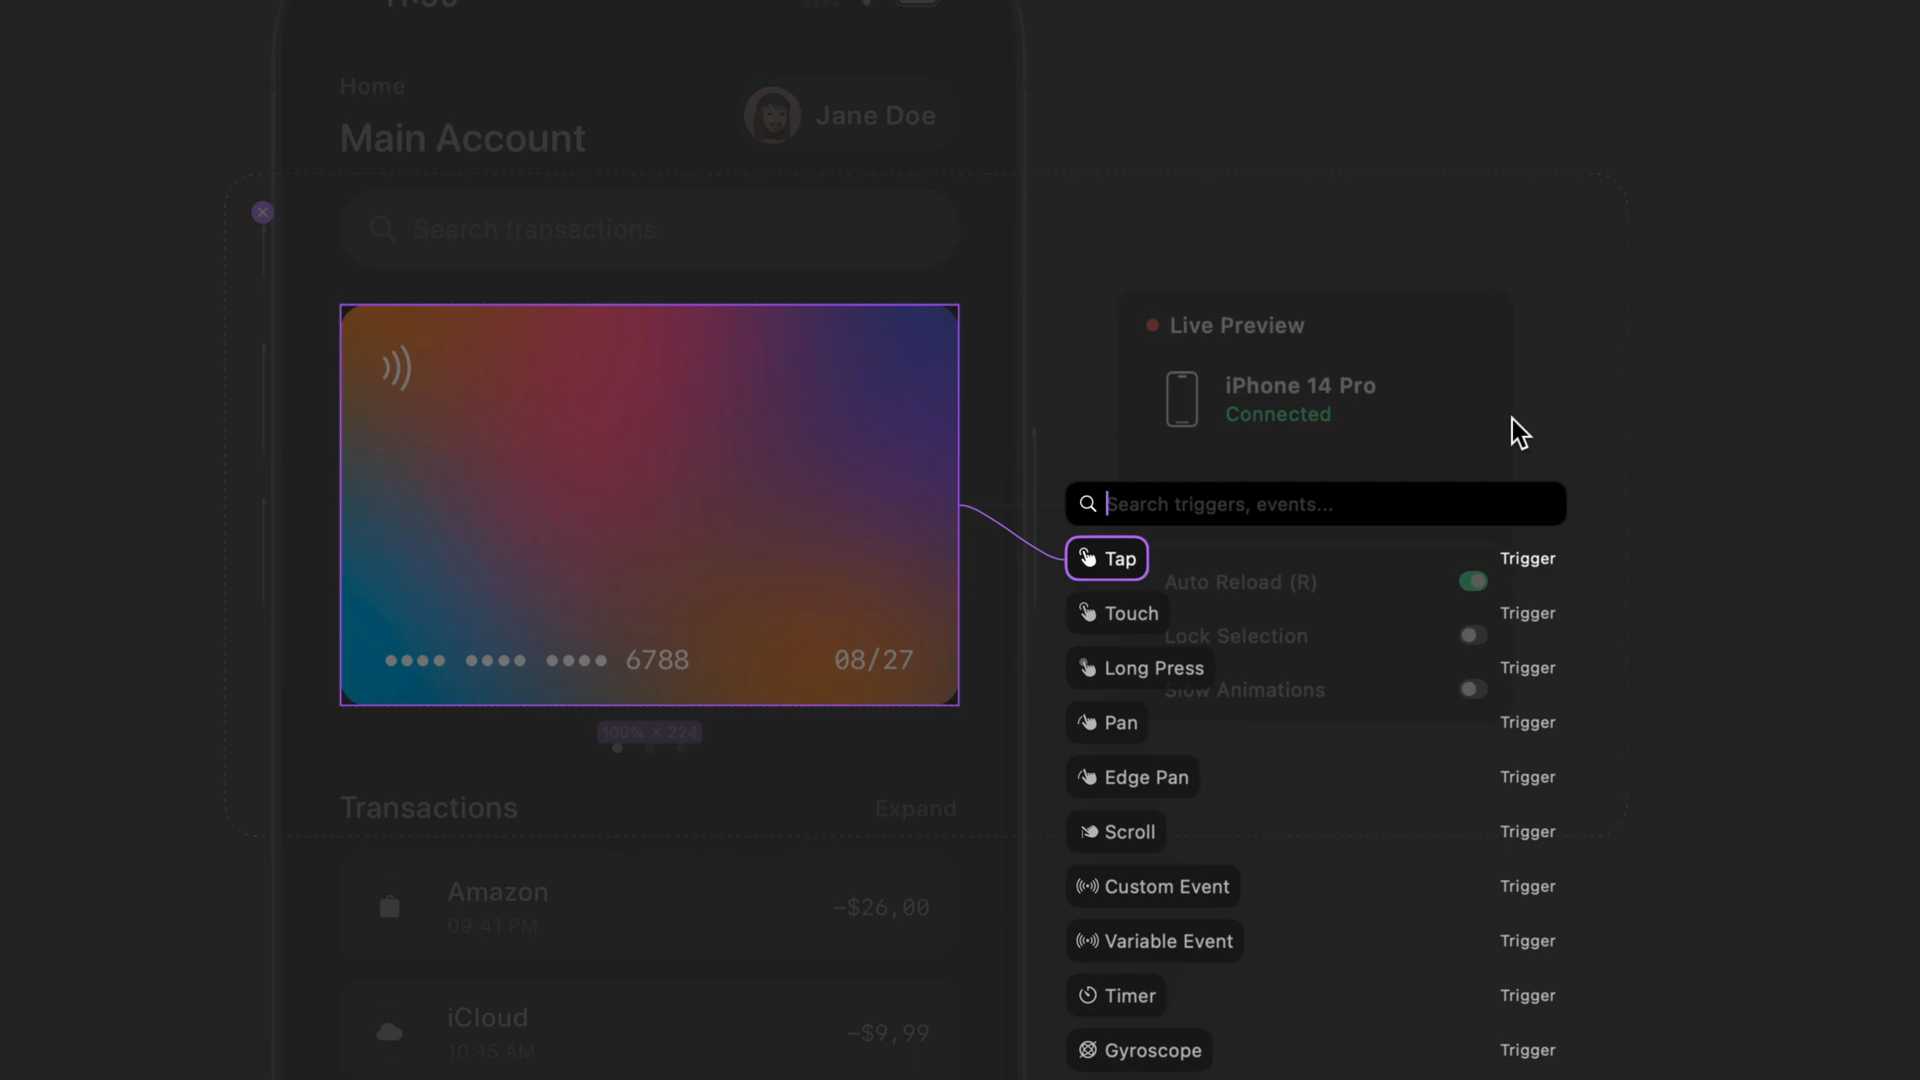 Home
Main Account
Jane Doe
Search transactions
6788
08/27
100% × 224
Transactions
Expand
Amazon
09:41 PM
−$26,00
iCloud
10:15 AM
−$9,99
Live Preview
iPhone 14 Pro
Connected
Auto Reload (R)
Lock Selection
Slow Animations
Search triggers, events...
Tap Trigger
Touch Trigger
Long Press Trigger
Pan Trigger
Edge Pan Trigger
Scroll Trigger
Custom Event Trigger
Variable Event Trigger
Timer Trigger
Gyroscope Trigger